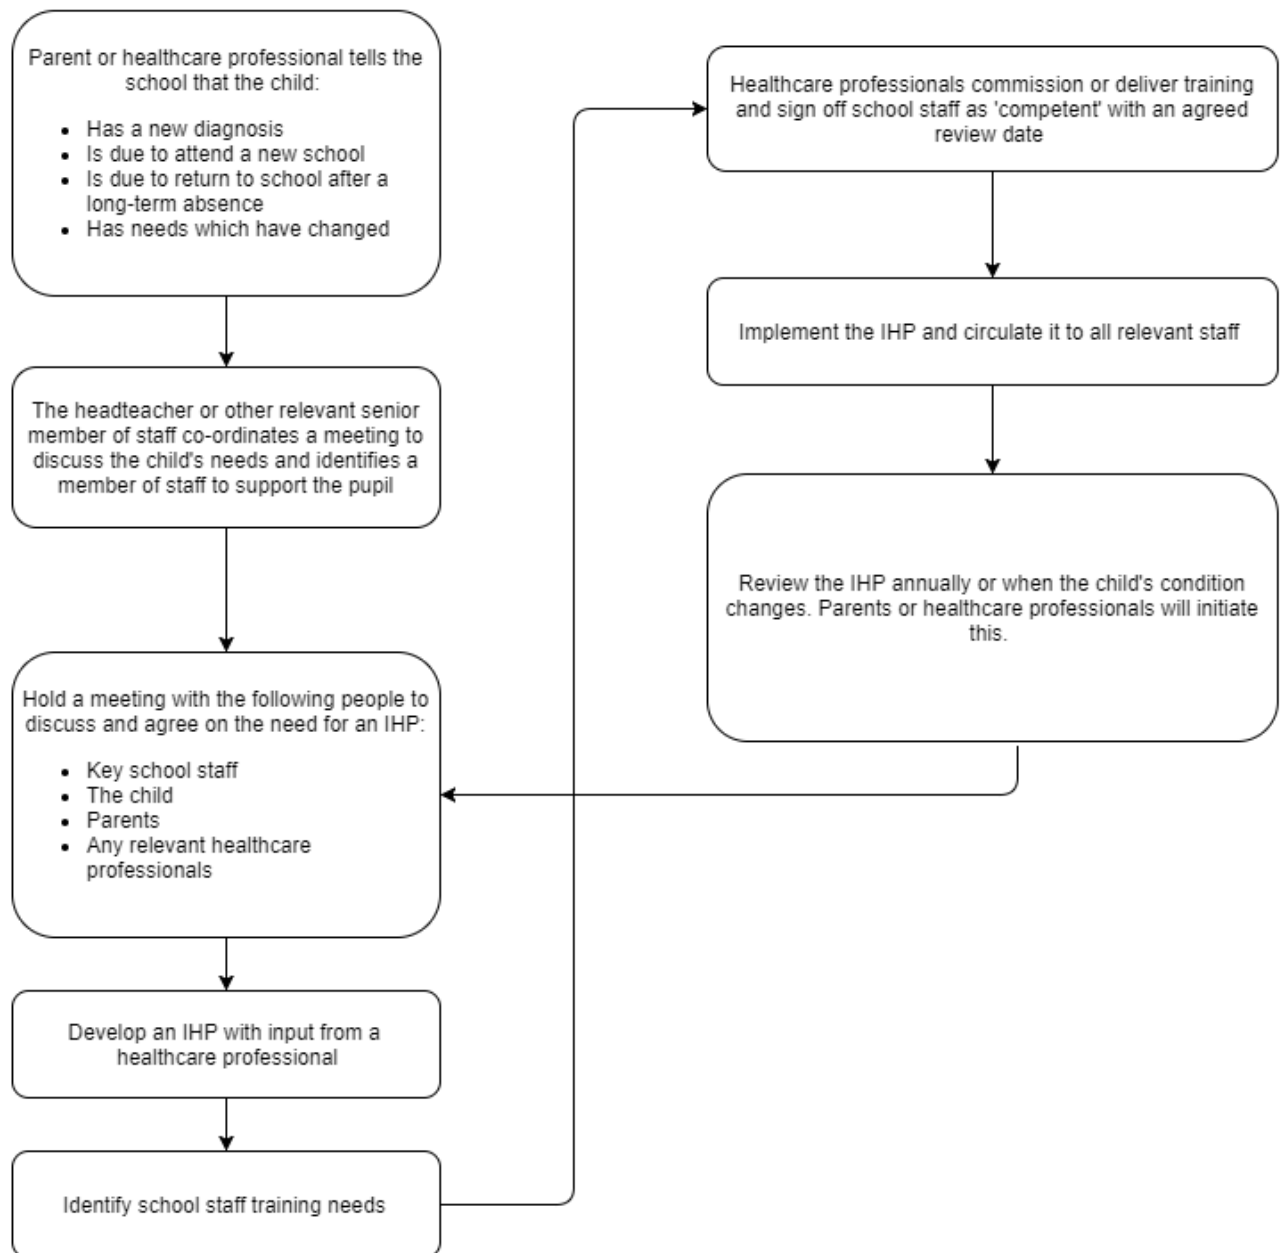 Parent or healthcare professional tells the
school that the child:
• Has a new diagnosis
• Is due to attend a new school
• Is due to return to school after a
long-term absence
• Has needs which have changed
The headteacher or other relevant senior
member of staff co-ordinates a meeting to
discuss the child's needs and identifies a
member of staff to support the pupil
Hold a meeting with the following people to
discuss and agree on the need for an IHP:
• Key school staff
• The child
• Parents
• Any relevant healthcare
professionals
Develop an IHP with input from a
healthcare professional
Identify school staff training needs
Healthcare professionals commission or deliver training
and sign off school staff as 'competent' with an agreed
review date
Implement the IHP and circulate it to all relevant staff
Review the IHP annually or when the child's condition
changes. Parents or healthcare professionals will initiate
this.